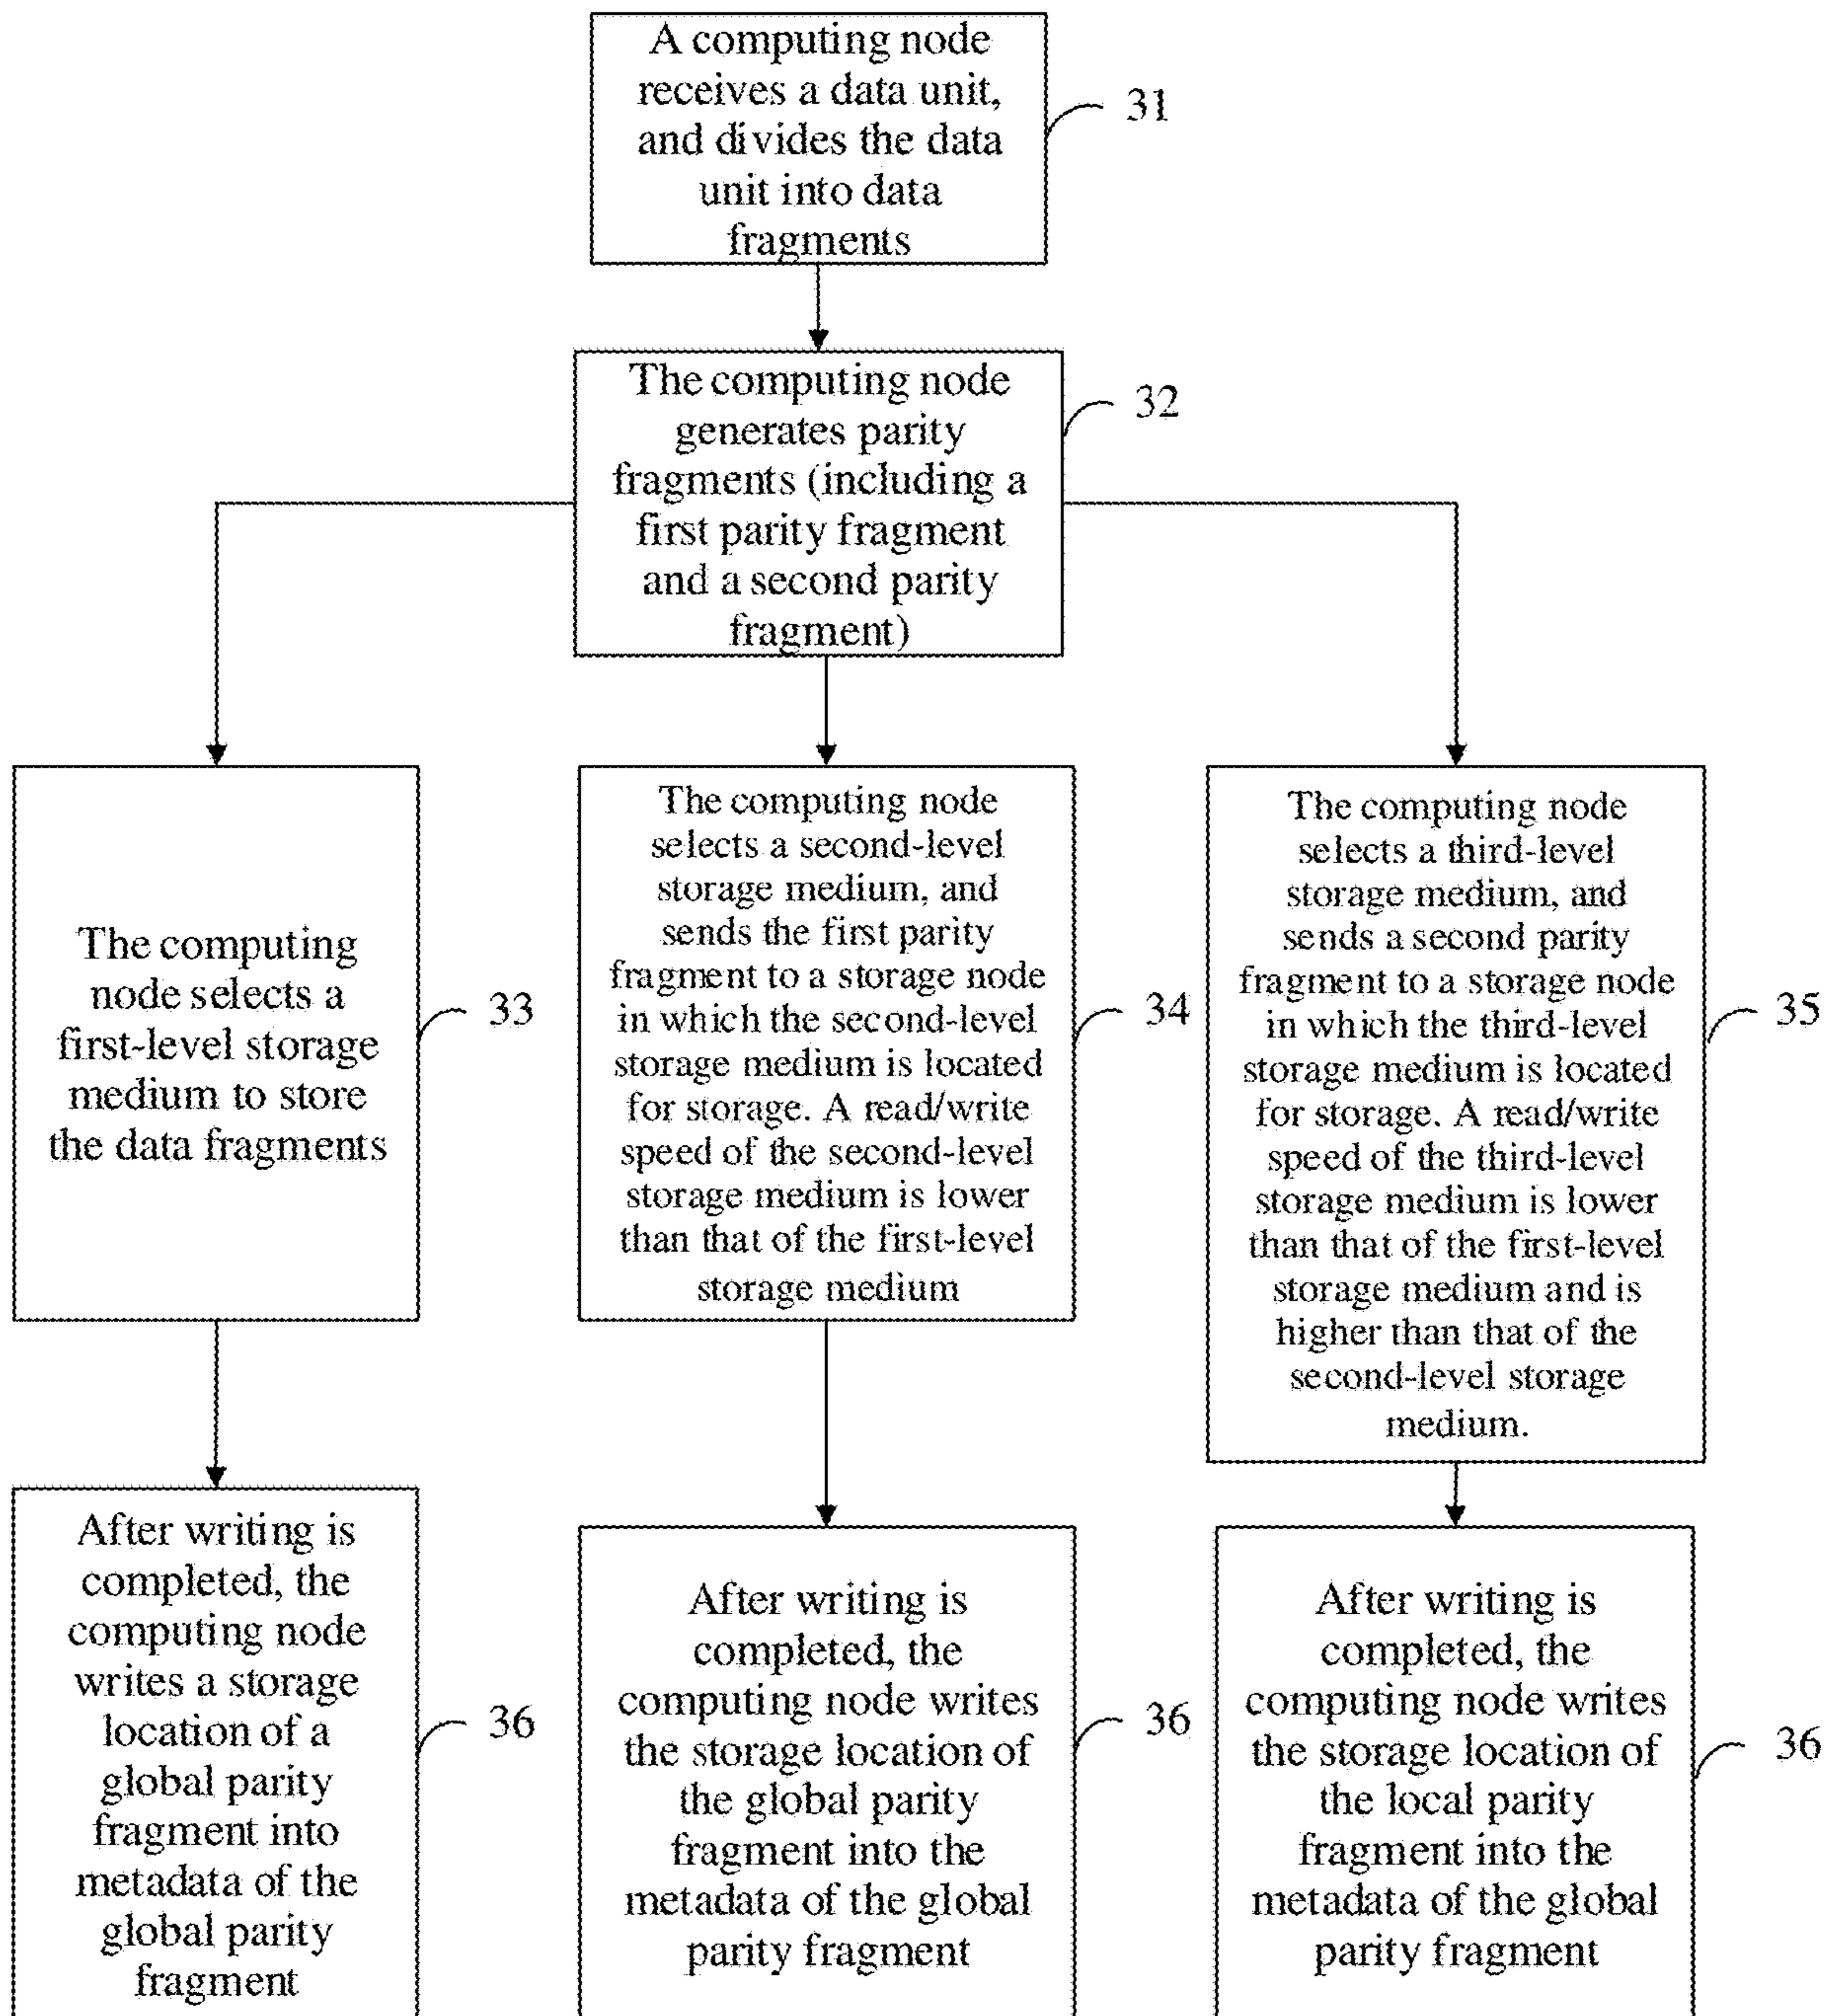 A computing node
receives a data unit,
and divides the data
unit into data
fragments
31
The computing node
generates parity
fragments (including a
first parity fragment
and a second parity
fragment)
32
The computing
node selects a
first-level storage
medium to store
the data fragments
33
The computing node
selects a second-level
storage medium, and
sends the first parity
fragment to a storage node
in which the second-level
storage medium is located
for storage. A read/write
speed of the second-level
storage medium is lower
than that of the first-level
storage medium
34
The computing node
selects a third-level
storage medium, and
sends a second parity
fragment to a storage node
in which the third-level
storage medium is located
for storage. A read/write
speed of the third-level
storage medium is lower
than that of the first-level
storage medium and is
higher than that of the
second-level storage
medium.
35
After writing is
completed, the
computing node
writes a storage
location of a
global parity
fragment into
metadata of the
global parity
fragment
36
After writing is
completed, the
computing node writes
the storage location of
the global parity
fragment into the
metadata of the global
parity fragment
36
After writing is
completed, the
computing node writes
the storage location of
the local parity
fragment into the
metadata of the global
parity fragment
36